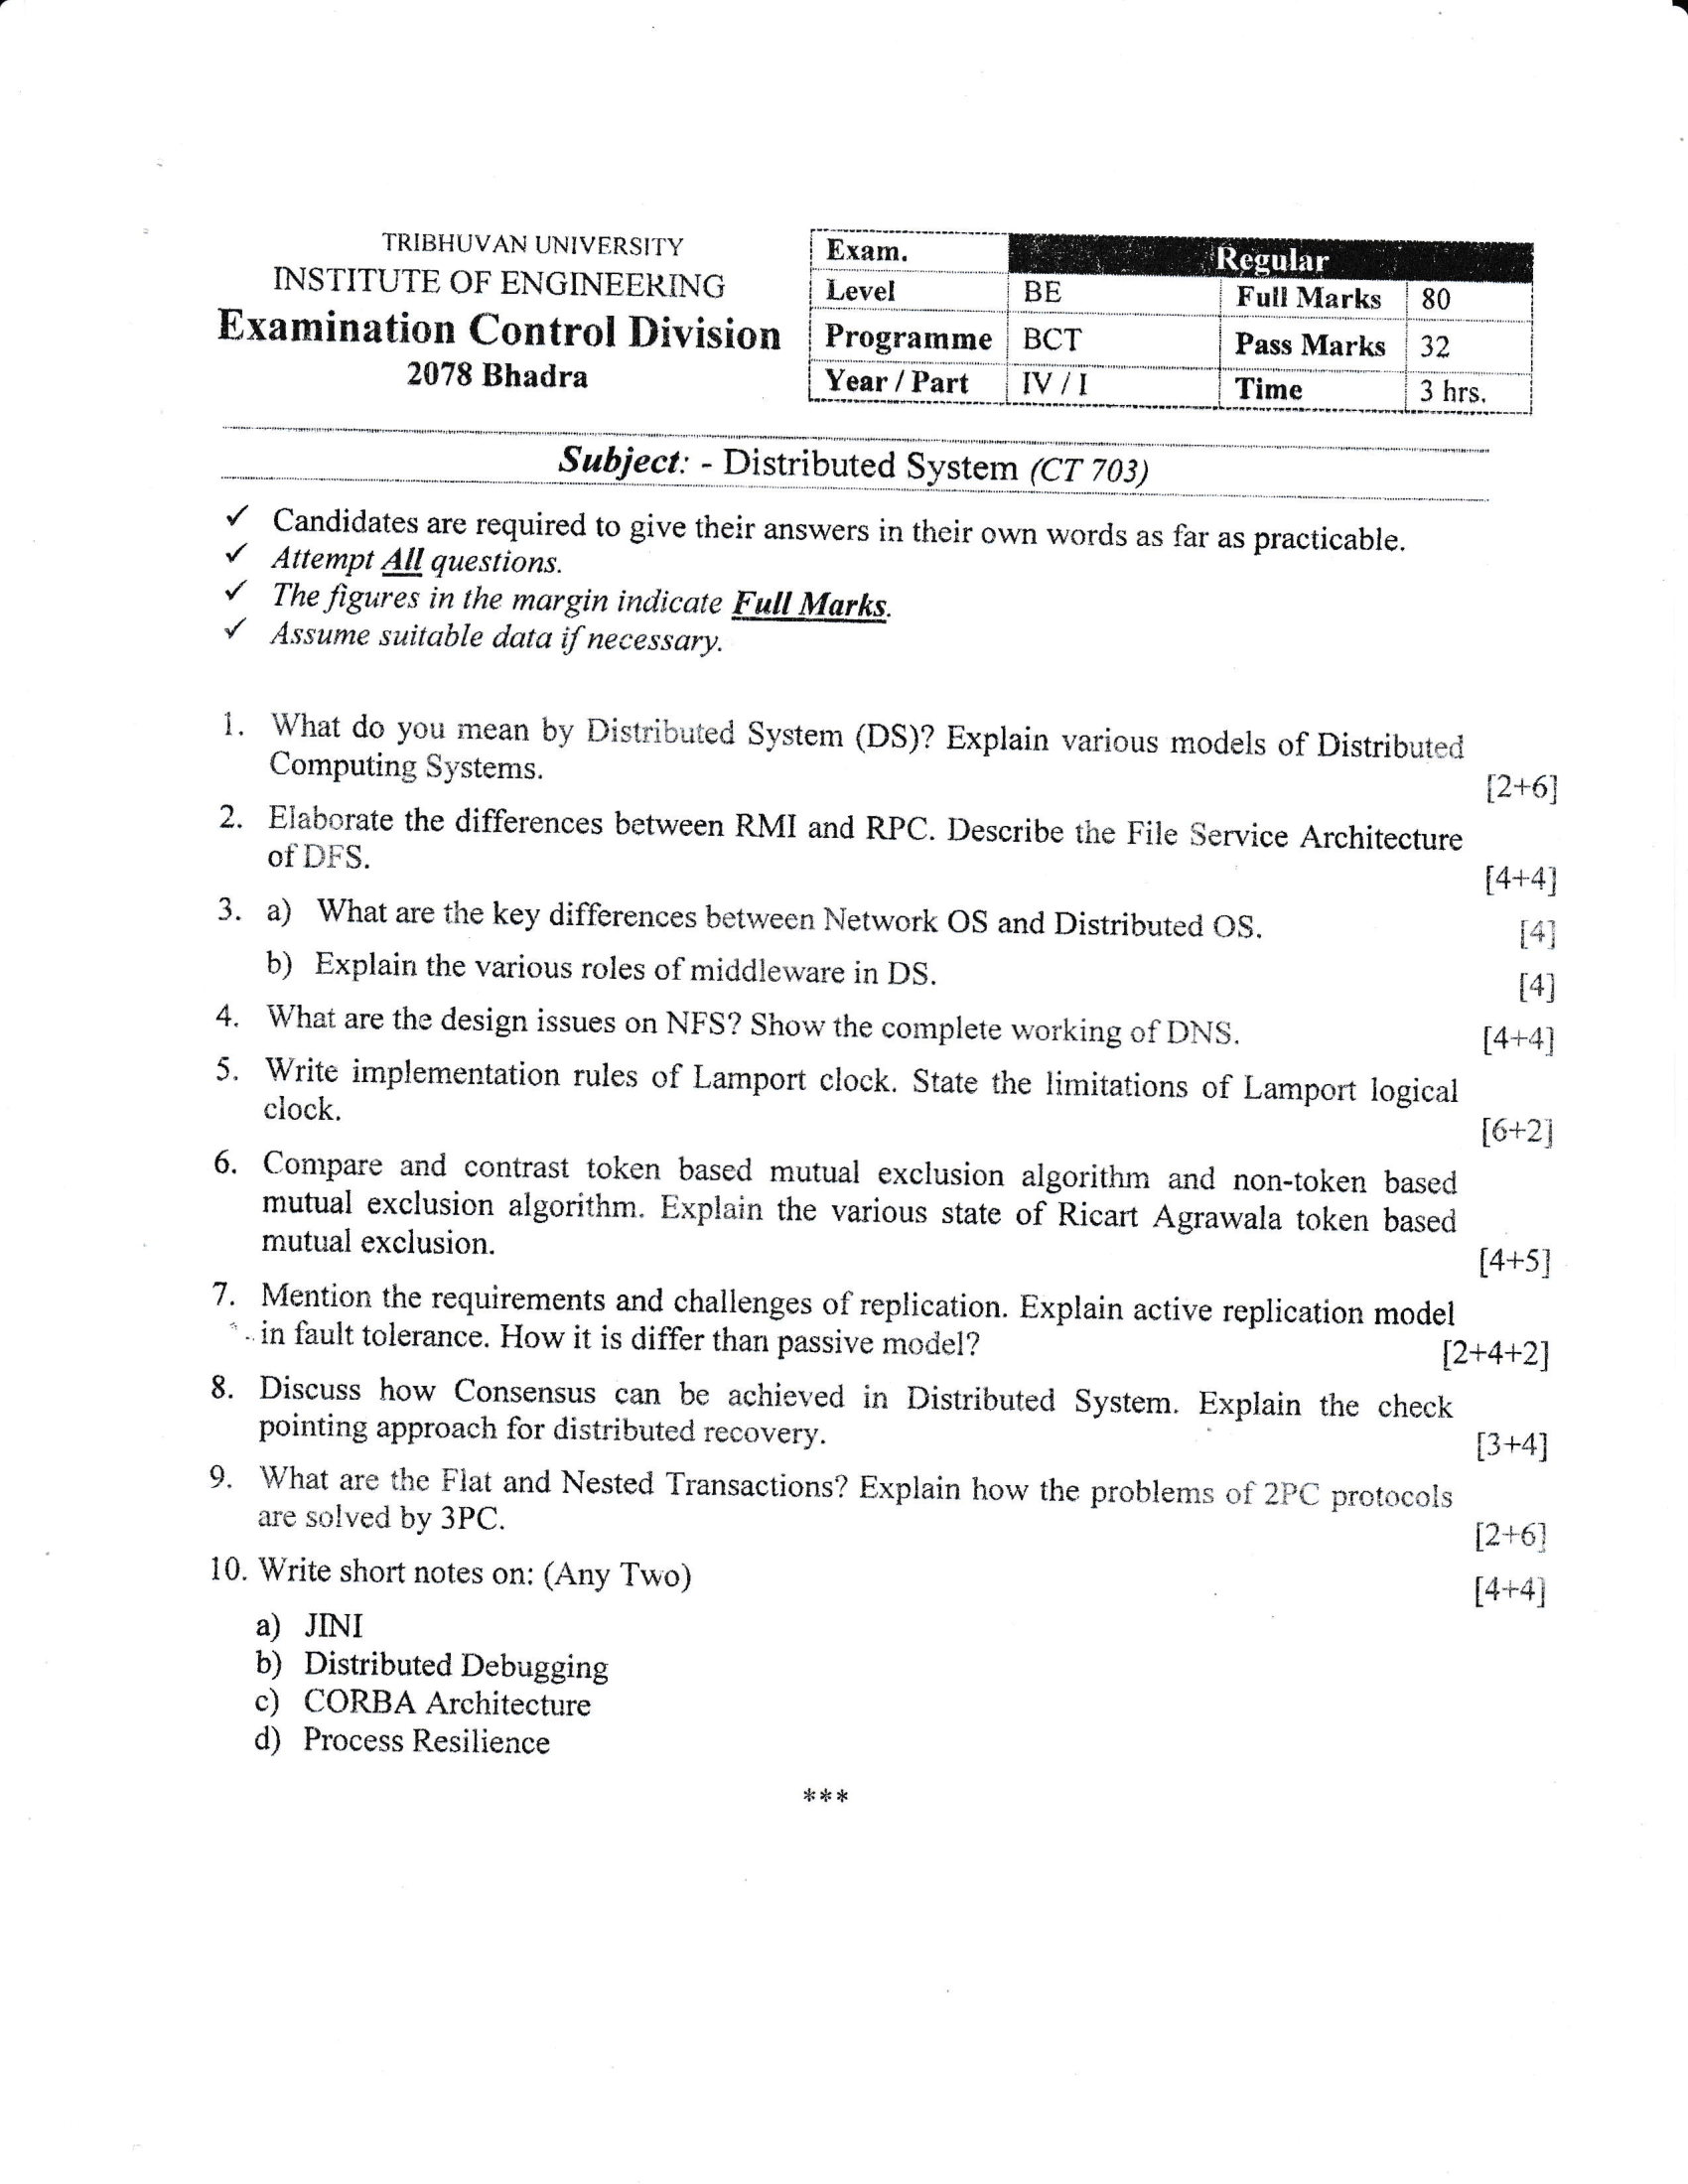 TRIBHUVAN UNIVERSITY
INSTITUTE OF ENGINEERING
Examination Control Division
2078 Bhadra
Exam. Regular
Level BE Full Marks 80
Programme BCT Pass Marks 32
Year / Part IV / I Time 3 hrs.
Subject: - Distributed System (CT 703)
✓ Candidates are required to give their answers in their own words as far as practicable.
✓ Attempt All questions.
✓ The figures in the margin indicate Full Marks.
✓ Assume suitable data if necessary.
1. What do you mean by Distributed System (DS)? Explain various models of Distributed
Computing Systems. [2+6]
2. Elaborate the differences between RMI and RPC. Describe the File Service Architecture
of DFS. [4+4]
3. a) What are the key differences between Network OS and Distributed OS. [4]
b) Explain the various roles of middleware in DS. [4]
4. What are the design issues on NFS? Show the complete working of DNS. [4+4]
5. Write implementation rules of Lamport clock. State the limitations of Lamport logical
clock. [6+2]
6. Compare and contrast token based mutual exclusion algorithm and non-token based
mutual exclusion algorithm. Explain the various state of Ricart Agrawala token based
mutual exclusion. [4+5]
7. Mention the requirements and challenges of replication. Explain active replication model
in fault tolerance. How it is differ than passive model? [2+4+2]
8. Discuss how Consensus can be achieved in Distributed System. Explain the check
pointing approach for distributed recovery. [3+4]
9. What are the Flat and Nested Transactions? Explain how the problems of 2PC protocols
are solved by 3PC. [2+6]
10. Write short notes on: (Any Two) [4+4]
a) JINI
b) Distributed Debugging
c) CORBA Architecture
d) Process Resilience
***